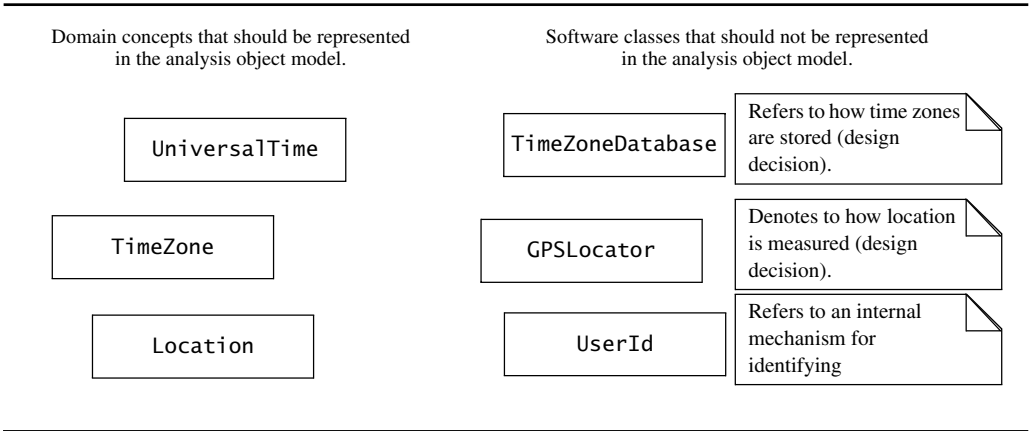 Domain concepts that should be represented
in the analysis object model.
Software classes that should not be represented
in the analysis object model.
UniversalTime
TimeZoneDatabase
Refers to how time zones
are stored (design
decision).
TimeZone
GPSLocator
Denotes to how location
is measured (design
decision).
Location
UserId
Refers to an internal
mechanism for
identifying